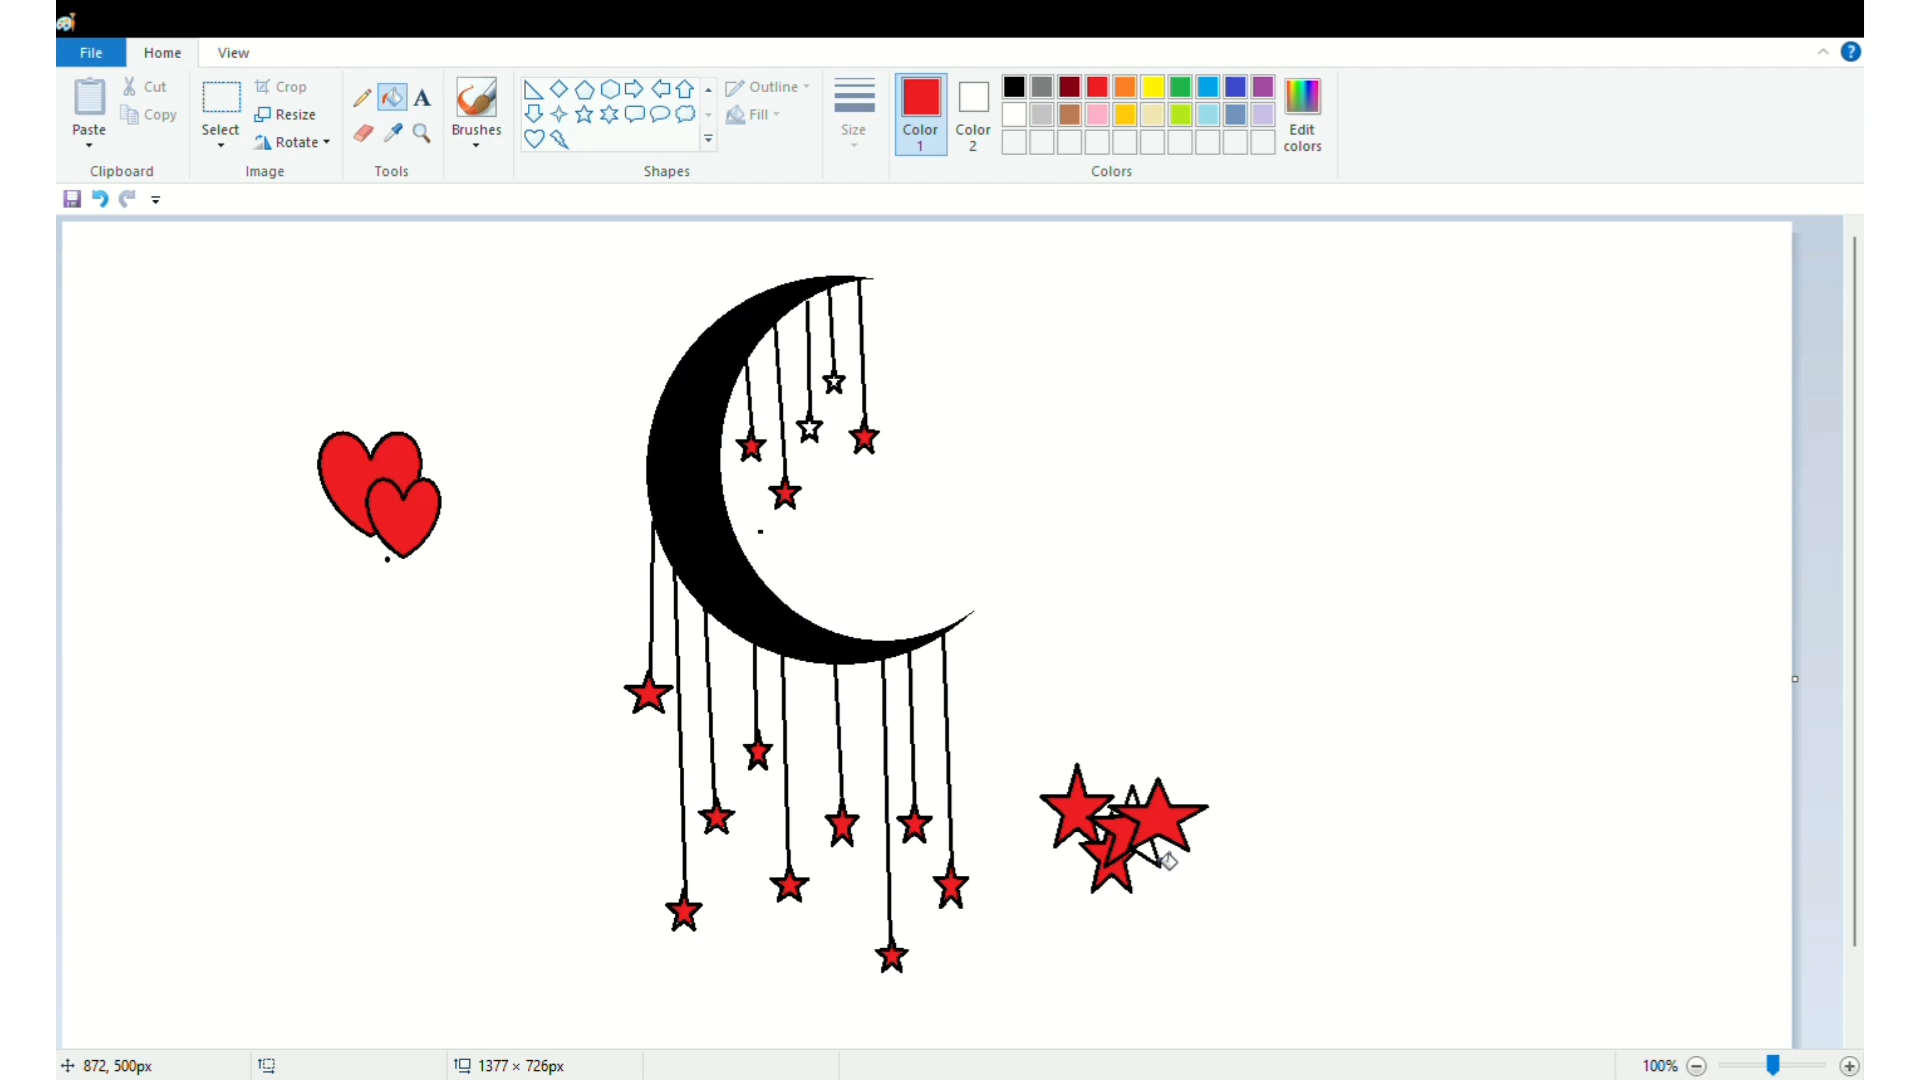 File Home View ?
Paste
Cut
Copy
Clipboard
Select
Crop
Resize
Rotate
Image
A
Tools
Brushes
Shapes
Outline
Fill
Size
Color
1
Color
2
Edit
colors
Colors
872, 500px
1377 × 726px
100%